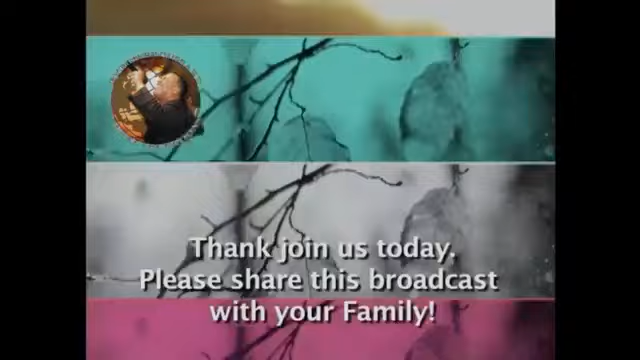 Thank join us today.
Please share this broadcast
with your Family!